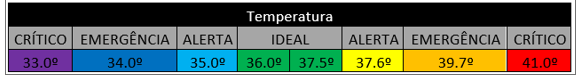 Temperatura
CRÍTICO EMERGÊNCIA ALERTA IDEAL ALERTA EMERGÊNCIA CRÍTICO
33.0º 34.0º 35.0º 36.0º 37.5º 37.6º 39.7º 41.0º